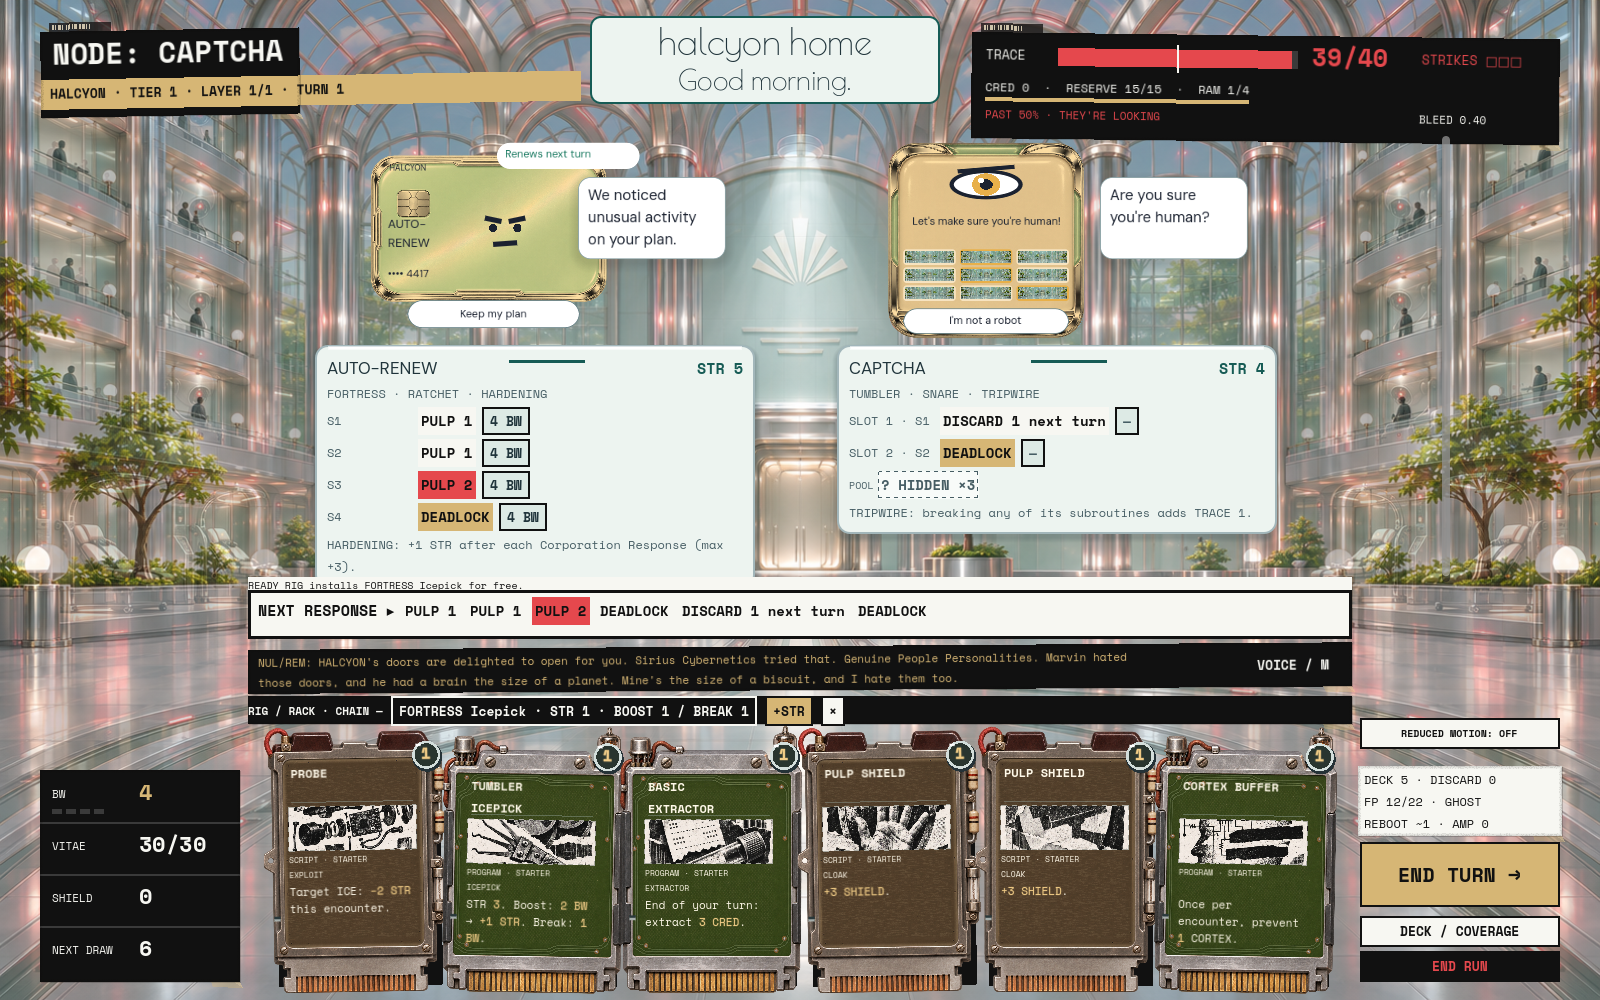 NODE: CAPTCHA
HALCYON · TIER 1 · LAYER 1/1 · TURN 1
halcyon home
Good morning.
TRACE 39/40 STRIKES □□□
CRED 0 · RESERVE 15/15 · RAM 1/4
PAST 50% · THEY'RE LOOKING
BLEED 0.40
HALCYON
Renews next turn
AUTO-
RENEW
•••• 4417
We noticed
unusual activity
on your plan.
Keep my plan
Let's make sure you're human!
I'm not a robot
Are you sure
you're human?
AUTO-RENEW STR 5
FORTRESS · RATCHET · HARDENING
S1 PULP 1 4 BW
S2 PULP 1 4 BW
S3 PULP 2 4 BW
S4 DEADLOCK 4 BW
HARDENING: +1 STR after each Corporation Response (max
+3).
CAPTCHA STR 4
TUMBLER · SNARE · TRIPWIRE
SLOT 1 · S1 DISCARD 1 next turn —
SLOT 2 · S2 DEADLOCK —
POOL ? HIDDEN ×3
TRIPWIRE: breaking any of its subroutines adds TRACE 1.
READY RIG installs FORTRESS Icepick for free.
NEXT RESPONSE ▸ PULP 1 PULP 1 PULP 2 DEADLOCK DISCARD 1 next turn DEADLOCK
NUL/REM: HALCYON's doors are delighted to open for you. Sirius Cybernetics tried that. Genuine People Personalities. Marvin hated
those doors, and he had a brain the size of a planet. Mine's the size of a biscuit, and I hate them too.
VOICE / M
RIG / RACK · CHAIN — FORTRESS Icepick · STR 1 · BOOST 1 / BREAK 1 +STR ×
BW 4
VITAE 30/30
SHIELD 0
NEXT DRAW 6
1
PROBE
SCRIPT · STARTER
EXPLOIT
Target ICE: -2 STR
this encounter.
1
TUMBLER
ICEPICK
PROGRAM · STARTER
ICEPICK
STR 3. Boost: 2 BW
→ +1 STR. Break: 1
BW.
1
BASIC
EXTRACTOR
PROGRAM · STARTER
EXTRACTOR
End of your turn:
extract 3 CRED.
1
PULP SHIELD
SCRIPT · STARTER
CLOAK
+3 SHIELD.
1
PULP SHIELD
SCRIPT · STARTER
CLOAK
+3 SHIELD.
1
CORTEX BUFFER
PROGRAM · STARTER
Once per
encounter, prevent
1 CORTEX.
REDUCED MOTION: OFF
DECK 5 · DISCARD 0
FP 12/22 · GHOST
REBOOT ~1 · AMP 0
END TURN →
DECK / COVERAGE
END RUN